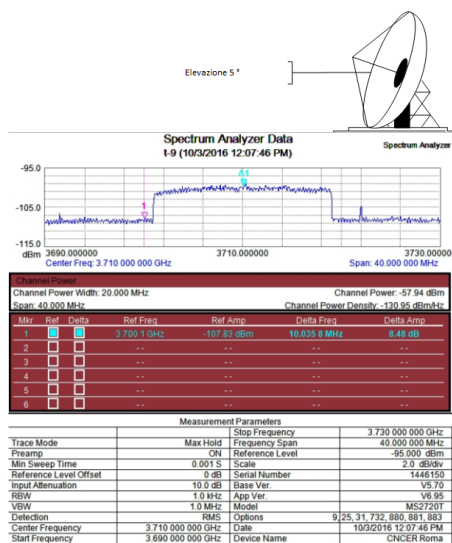 Elevazione 5 °
Spectrum Analyzer Data
t-9 (10/3/2016 12:07:46 PM)
Spectrum Analyzer
-95.0
Δ1
1
-105.0
-115.0
dBm 3690.000000 3710.000000 3730.00000
Center Freq: 3.710 000 000 GHz Span: 40.000 000 MHz
Channel Power
Channel Power Width: 20.000 MHz Channel Power: -57.94 dBm
Span: 40.000 MHz Channel Power Density: -130.95 dBm/Hz
Mkr Ref Delta Ref Freq Ref Amp Delta Freq Delta Amp
1 3.700 1 GHz -107.83 dBm 10.035 8 MHz 8.48 dB
2 -- -- -- --
3 -- -- -- --
4 -- -- -- --
5 -- -- -- --
6 -- -- -- --
Measurement Parameters
Stop Frequency 3.730 000 000 GHz
Trace Mode Max Hold Frequency Span 40.000 000 MHz
Preamp ON Reference Level -95.000 dBm
Min Sweep Time 0.001 S Scale 2.0 dB/div
Reference Level Offset 0 dB Serial Number 1446150
Input Attenuation 10.0 dB Base Ver. V5.70
RBW 1.0 kHz App Ver. V6.95
VBW 1.0 MHz Model MS2720T
Detection RMS Options 9, 25, 31, 732, 880, 881, 883
Center Frequency 3.710 000 000 GHz Date 10/3/2016 12:07:46 PM
Start Frequency 3.690 000 000 GHz Device Name CNCER Roma